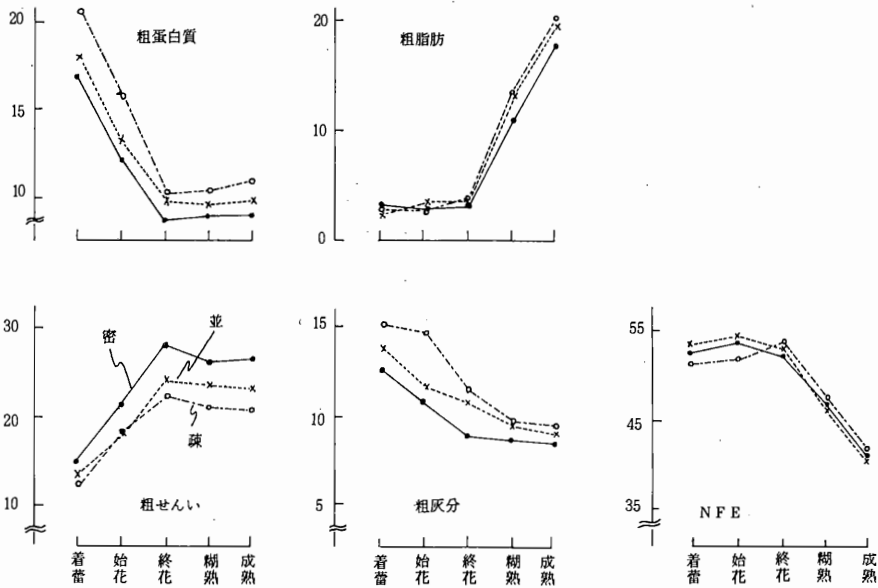 粗蛋白質
20
15
10
粗脂肪
20
10
0
密
並
疎
30
20
10
粗せんい
着蕾
始花
終花
糊熟
成熟
15
10
5
粗灰分
着蕾
始花
終花
糊熟
成熟
55
45
35
NFE
着蕾
始花
終花
糊熟
成熟